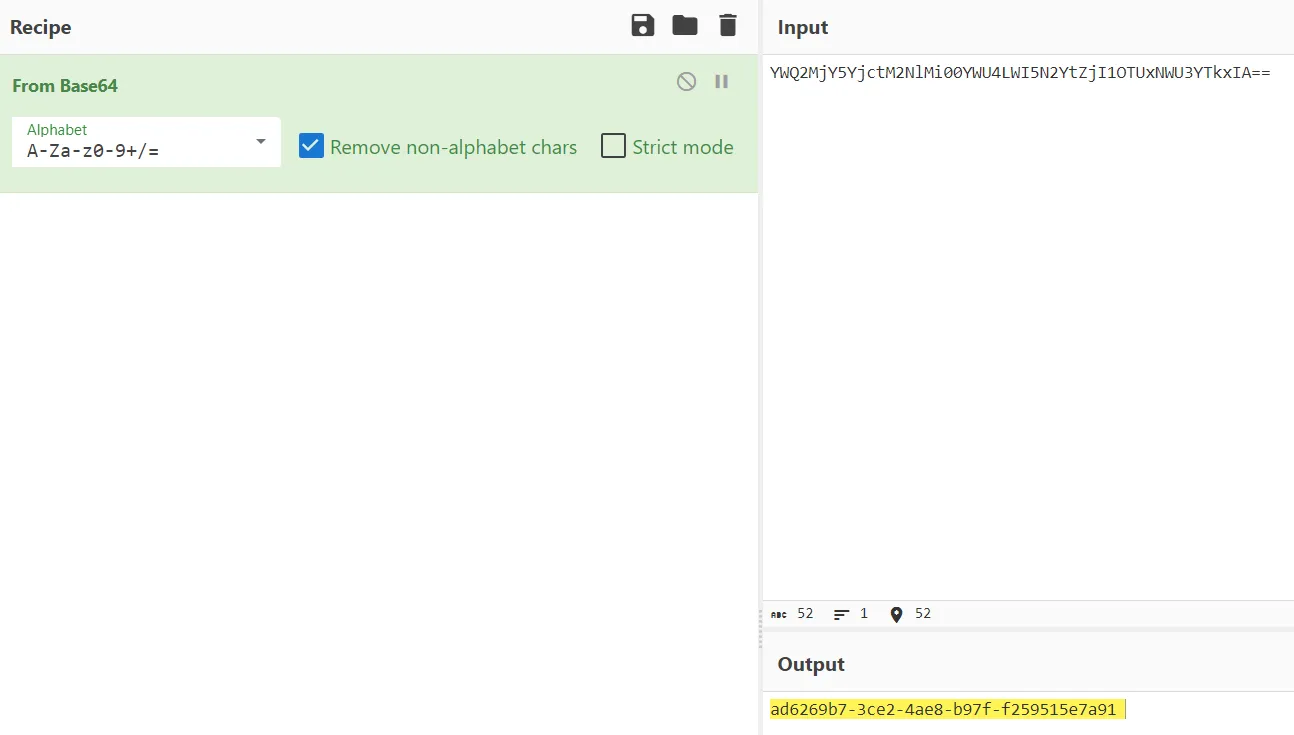 Recipe
From Base64
Alphabet
A-Za-z0-9+/=
Remove non-alphabet chars
Strict mode
Input
YWQ2MjY5YjctM2NlMi00YWU4LWI5N2YtZjI1OTUxNWU3YTkxIA==
ABC 52 1 52
Output
ad6269b7-3ce2-4ae8-b97f-f259515e7a91